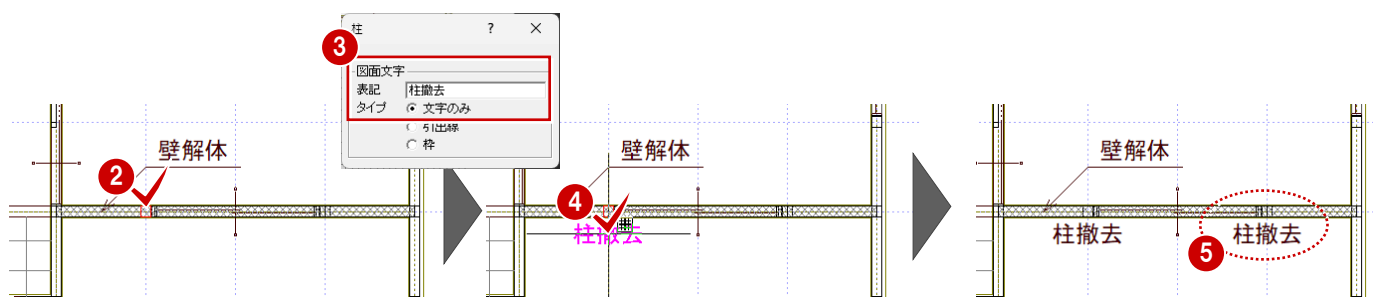 柱 ? ×
3
図面文字
表記 柱撤去
タイプ 文字のみ
引出線
枠
壁解体
2
壁解体
4
柱撤去
壁解体
柱撤去
柱撤去
5